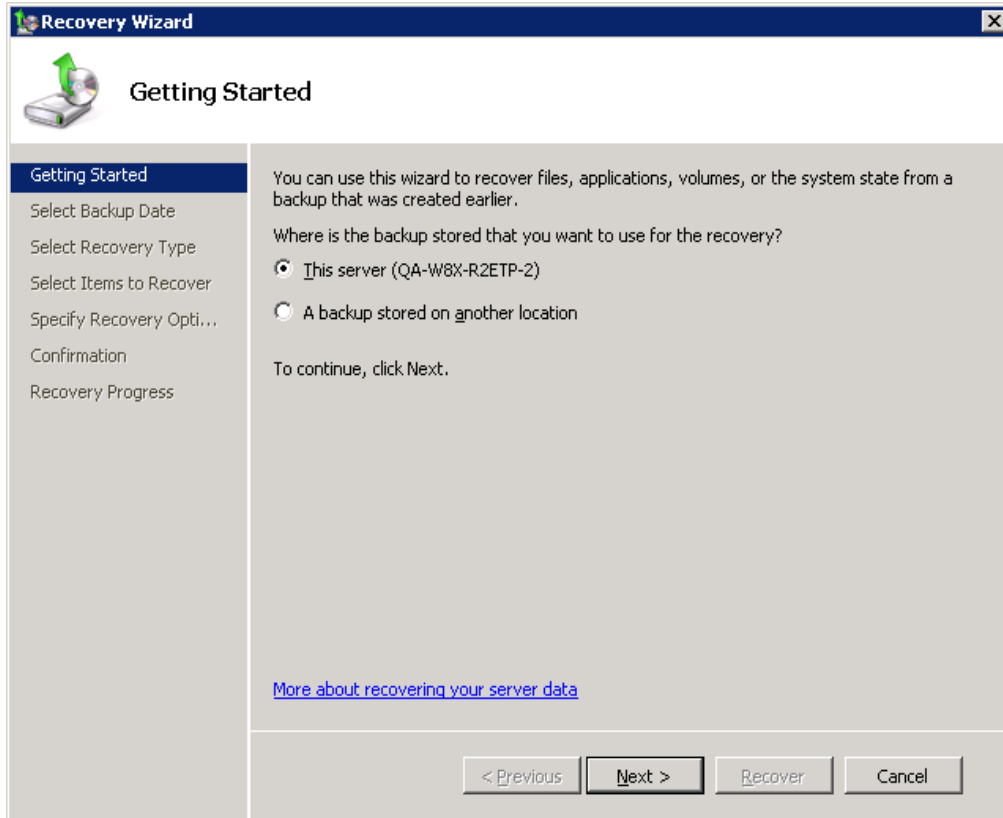 Recovery Wizard
Getting Started
Getting Started
Select Backup Date
Select Recovery Type
Select Items to Recover
Specify Recovery Opti...
Confirmation
Recovery Progress
You can use this wizard to recover files, applications, volumes, or the system state from a
backup that was created earlier.
Where is the backup stored that you want to use for the recovery?
This server (QA-W8X-R2ETP-2)
A backup stored on another location
To continue, click Next.
More about recovering your server data
< Previous
Next >
Recover
Cancel